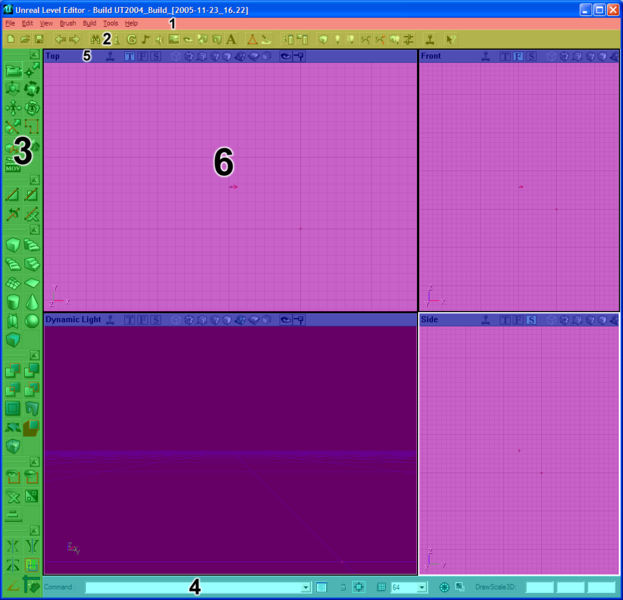 Unreal Level Editor - Build UT2004_Build_[2005-11-23_16.22]
File Edit View Brush Build Tools Help
1
2
5
Top
T F S
Front
T F S
3
MOV
6
Y
Z X
Z
Y X
Dynamic Light
T F S
Side
T F S
Z Y
Command :
4
64
DrawScale3D: